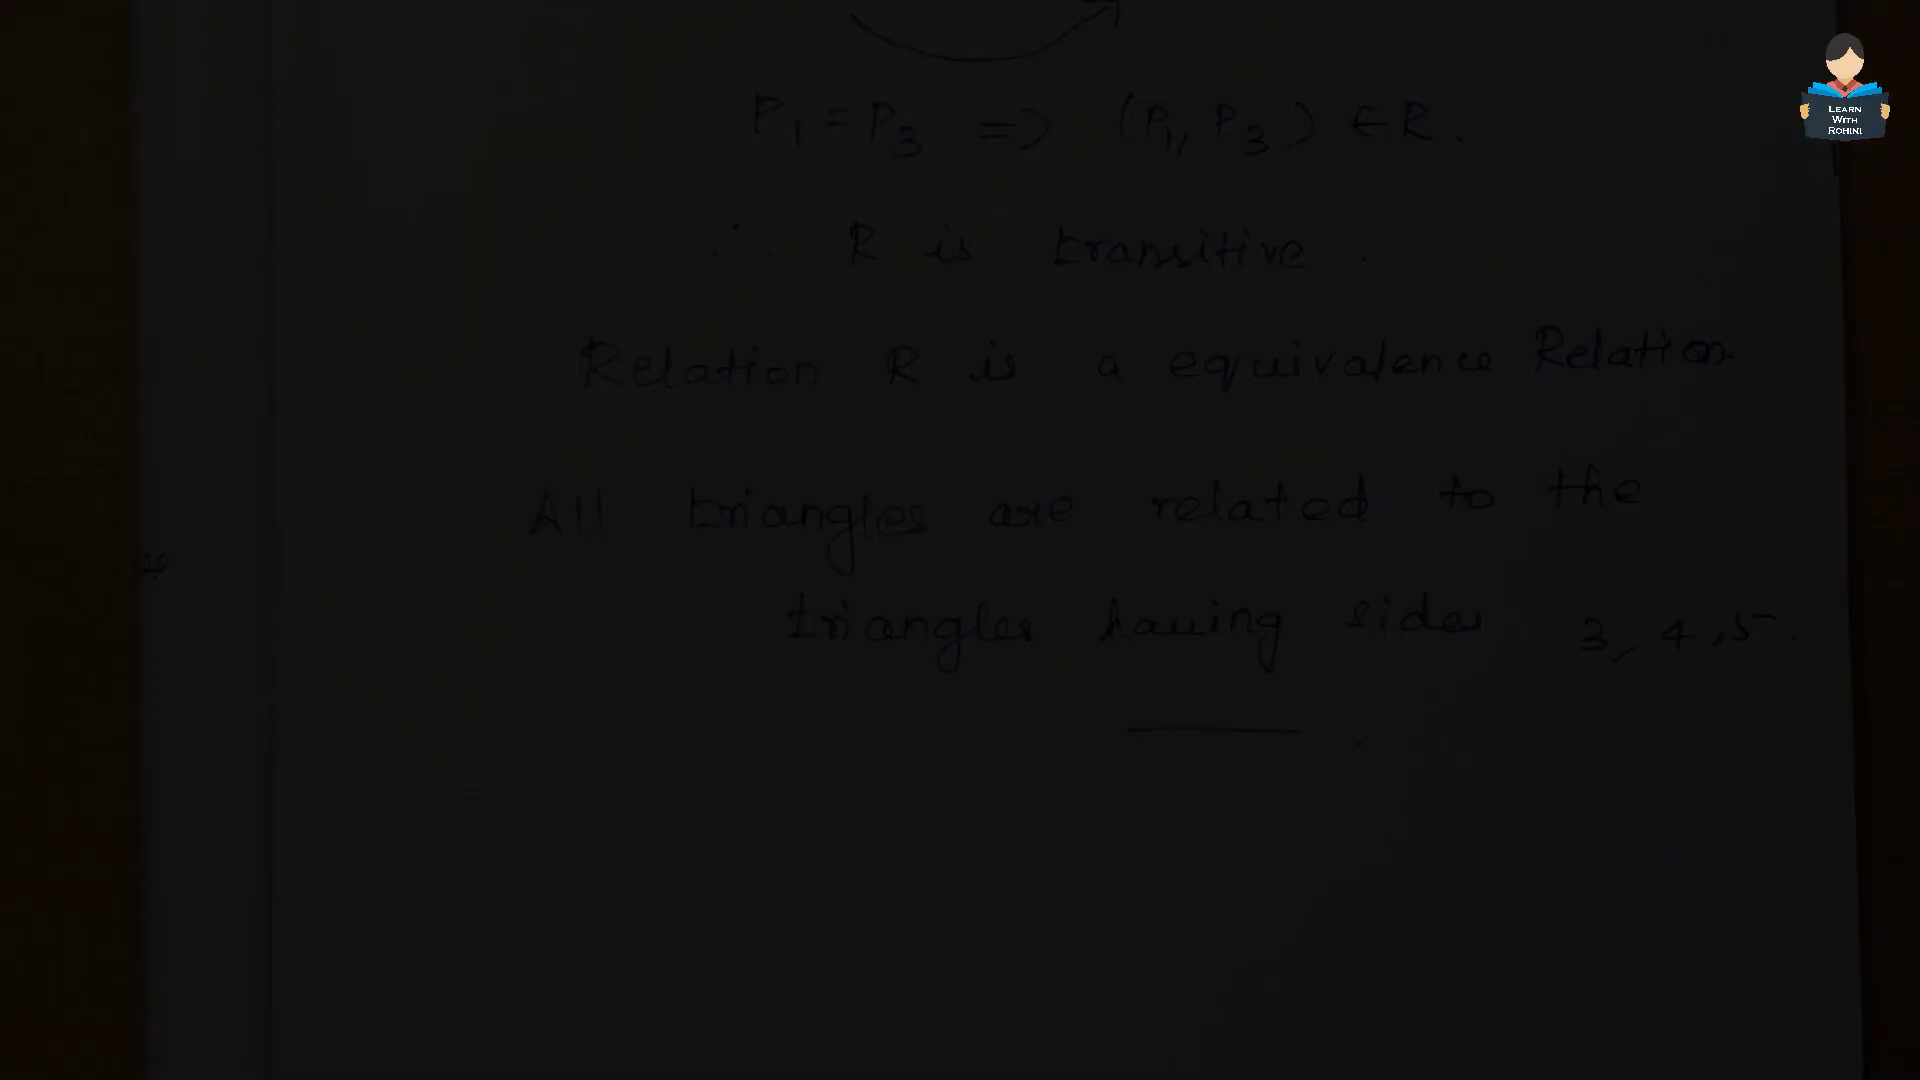 P₁ = P₃ => (P₁, P₃) ∈ R.
∴ R is transitive.
Relation R is a equivalence Relation.
All triangles are related to the
triangles having sides 3, 4, 5.
LEARN
WITH
ROHINI